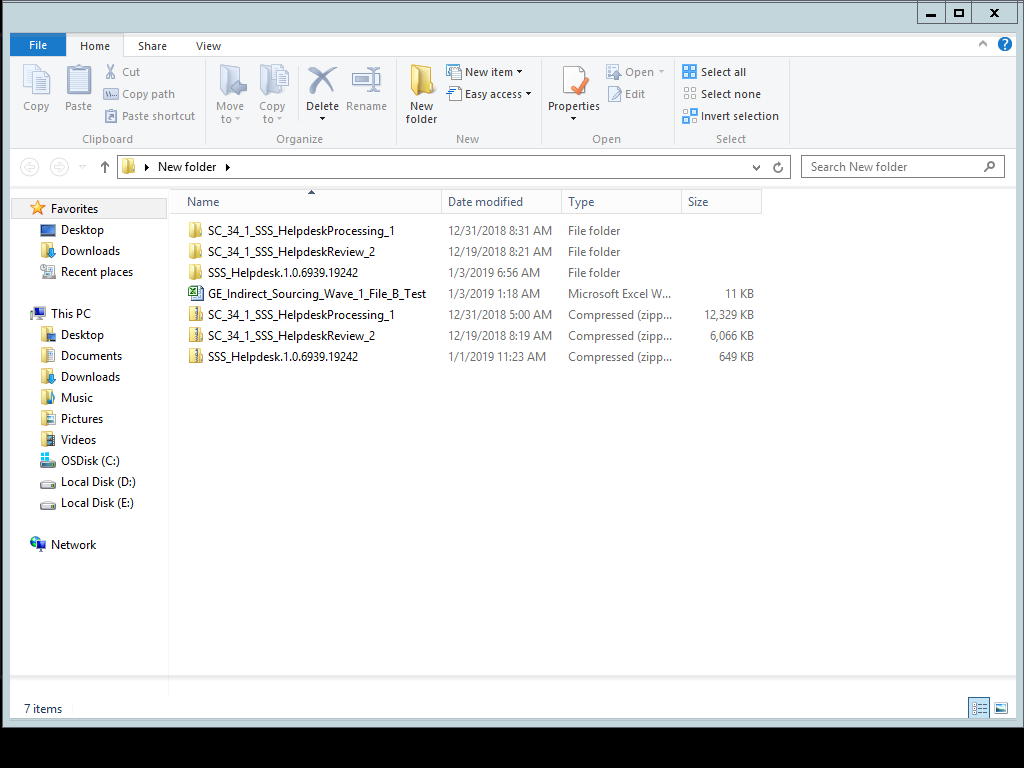 File Home Share View
Copy
Paste
Cut
Copy path
Paste shortcut
Clipboard
Move to
Copy to
Delete
Rename
Organize
New folder
New item
Easy access
New
Properties
Open
Edit
Open
Select all
Select none
Invert selection
Select
New folder
Search New folder
Favorites
Desktop
Downloads
Recent places
This PC
Desktop
Documents
Downloads
Music
Pictures
Videos
OSDisk (C:)
Local Disk (D:)
Local Disk (E:)
Network
Name Date modified Type Size
SC_34_1_SSS_HelpdeskProcessing_1 12/31/2018 8:31 AM File folder
SC_34_1_SSS_HelpdeskReview_2 12/19/2018 8:21 AM File folder
SSS_Helpdesk.1.0.6939.19242 1/3/2019 6:56 AM File folder
GE_Indirect_Sourcing_Wave_1_File_B_Test 1/3/2019 1:18 AM Microsoft Excel W... 11 KB
SC_34_1_SSS_HelpdeskProcessing_1 12/31/2018 5:00 AM Compressed (zipp... 12,329 KB
SC_34_1_SSS_HelpdeskReview_2 12/19/2018 8:19 AM Compressed (zipp... 6,066 KB
SSS_Helpdesk.1.0.6939.19242 1/1/2019 11:23 AM Compressed (zipp... 649 KB
7 items